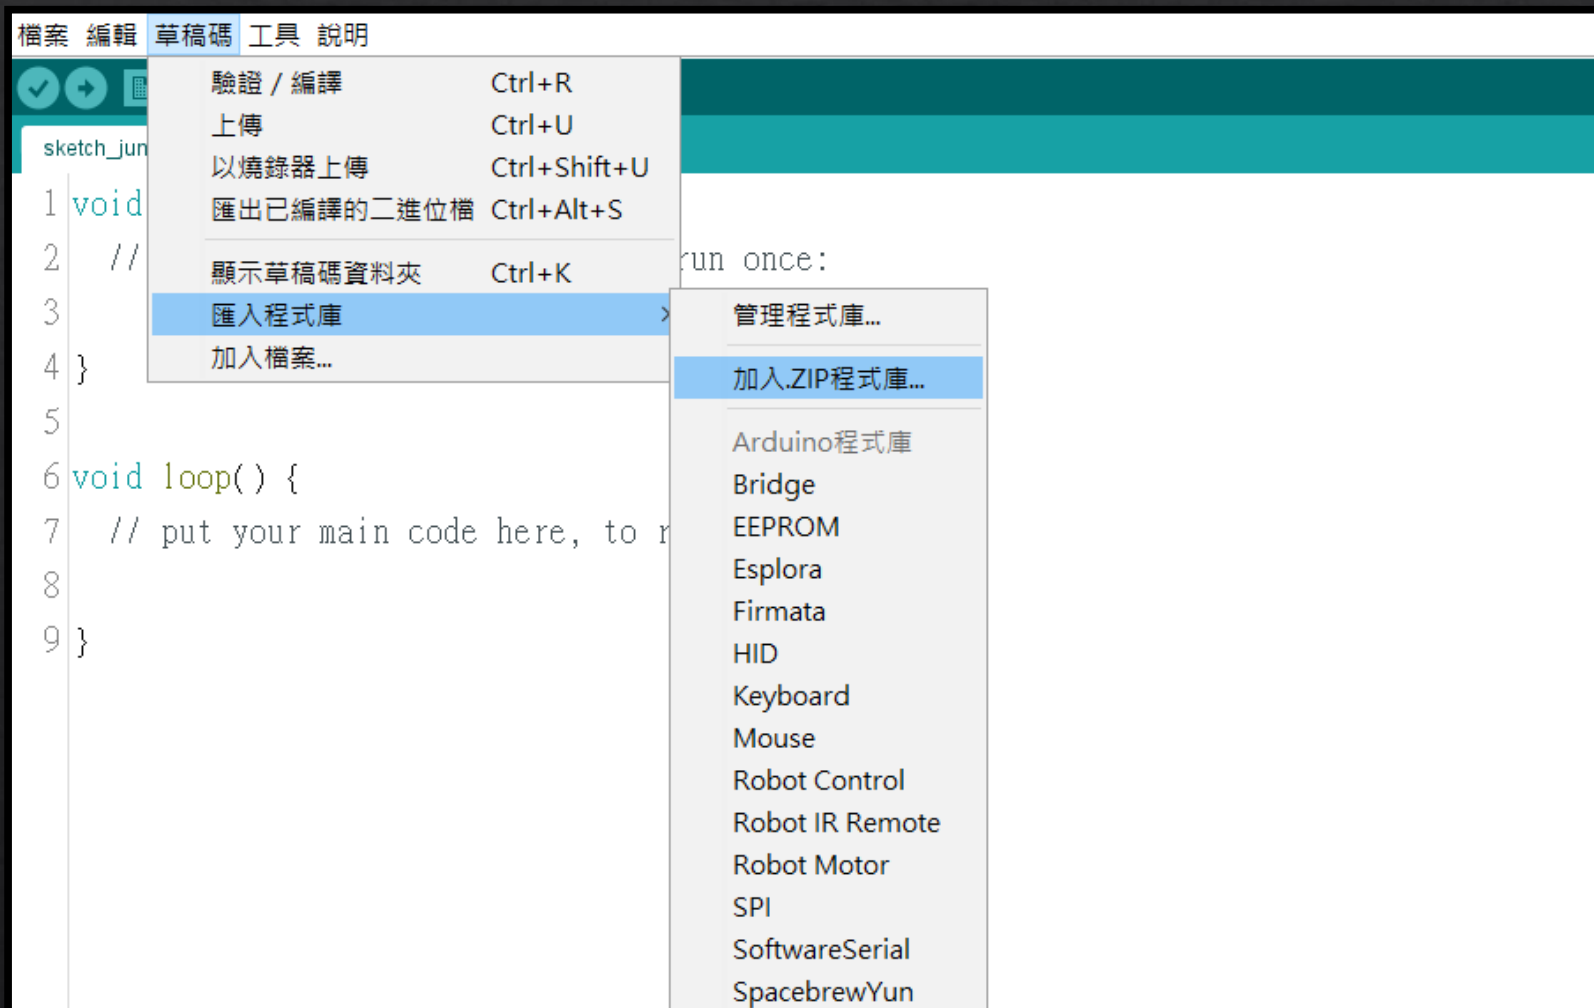 檔案 編輯 草稿碼 工具 說明
驗證 / 編譯 Ctrl+R
上傳 Ctrl+U
以燒錄器上傳 Ctrl+Shift+U
匯出已編譯的二進位檔 Ctrl+Alt+S
顯示草稿碼資料夾 Ctrl+K
匯入程式庫
加入檔案...
管理程式庫...
加入.ZIP程式庫...
Arduino程式庫
Bridge
EEPROM
Esplora
Firmata
HID
Keyboard
Mouse
Robot Control
Robot IR Remote
Robot Motor
SPI
SoftwareSerial
SpacebrewYun
sketch_jun
1 void
2 // run once:
3
4 }
5
6 void loop() {
7 // put your main code here, to
8
9 }